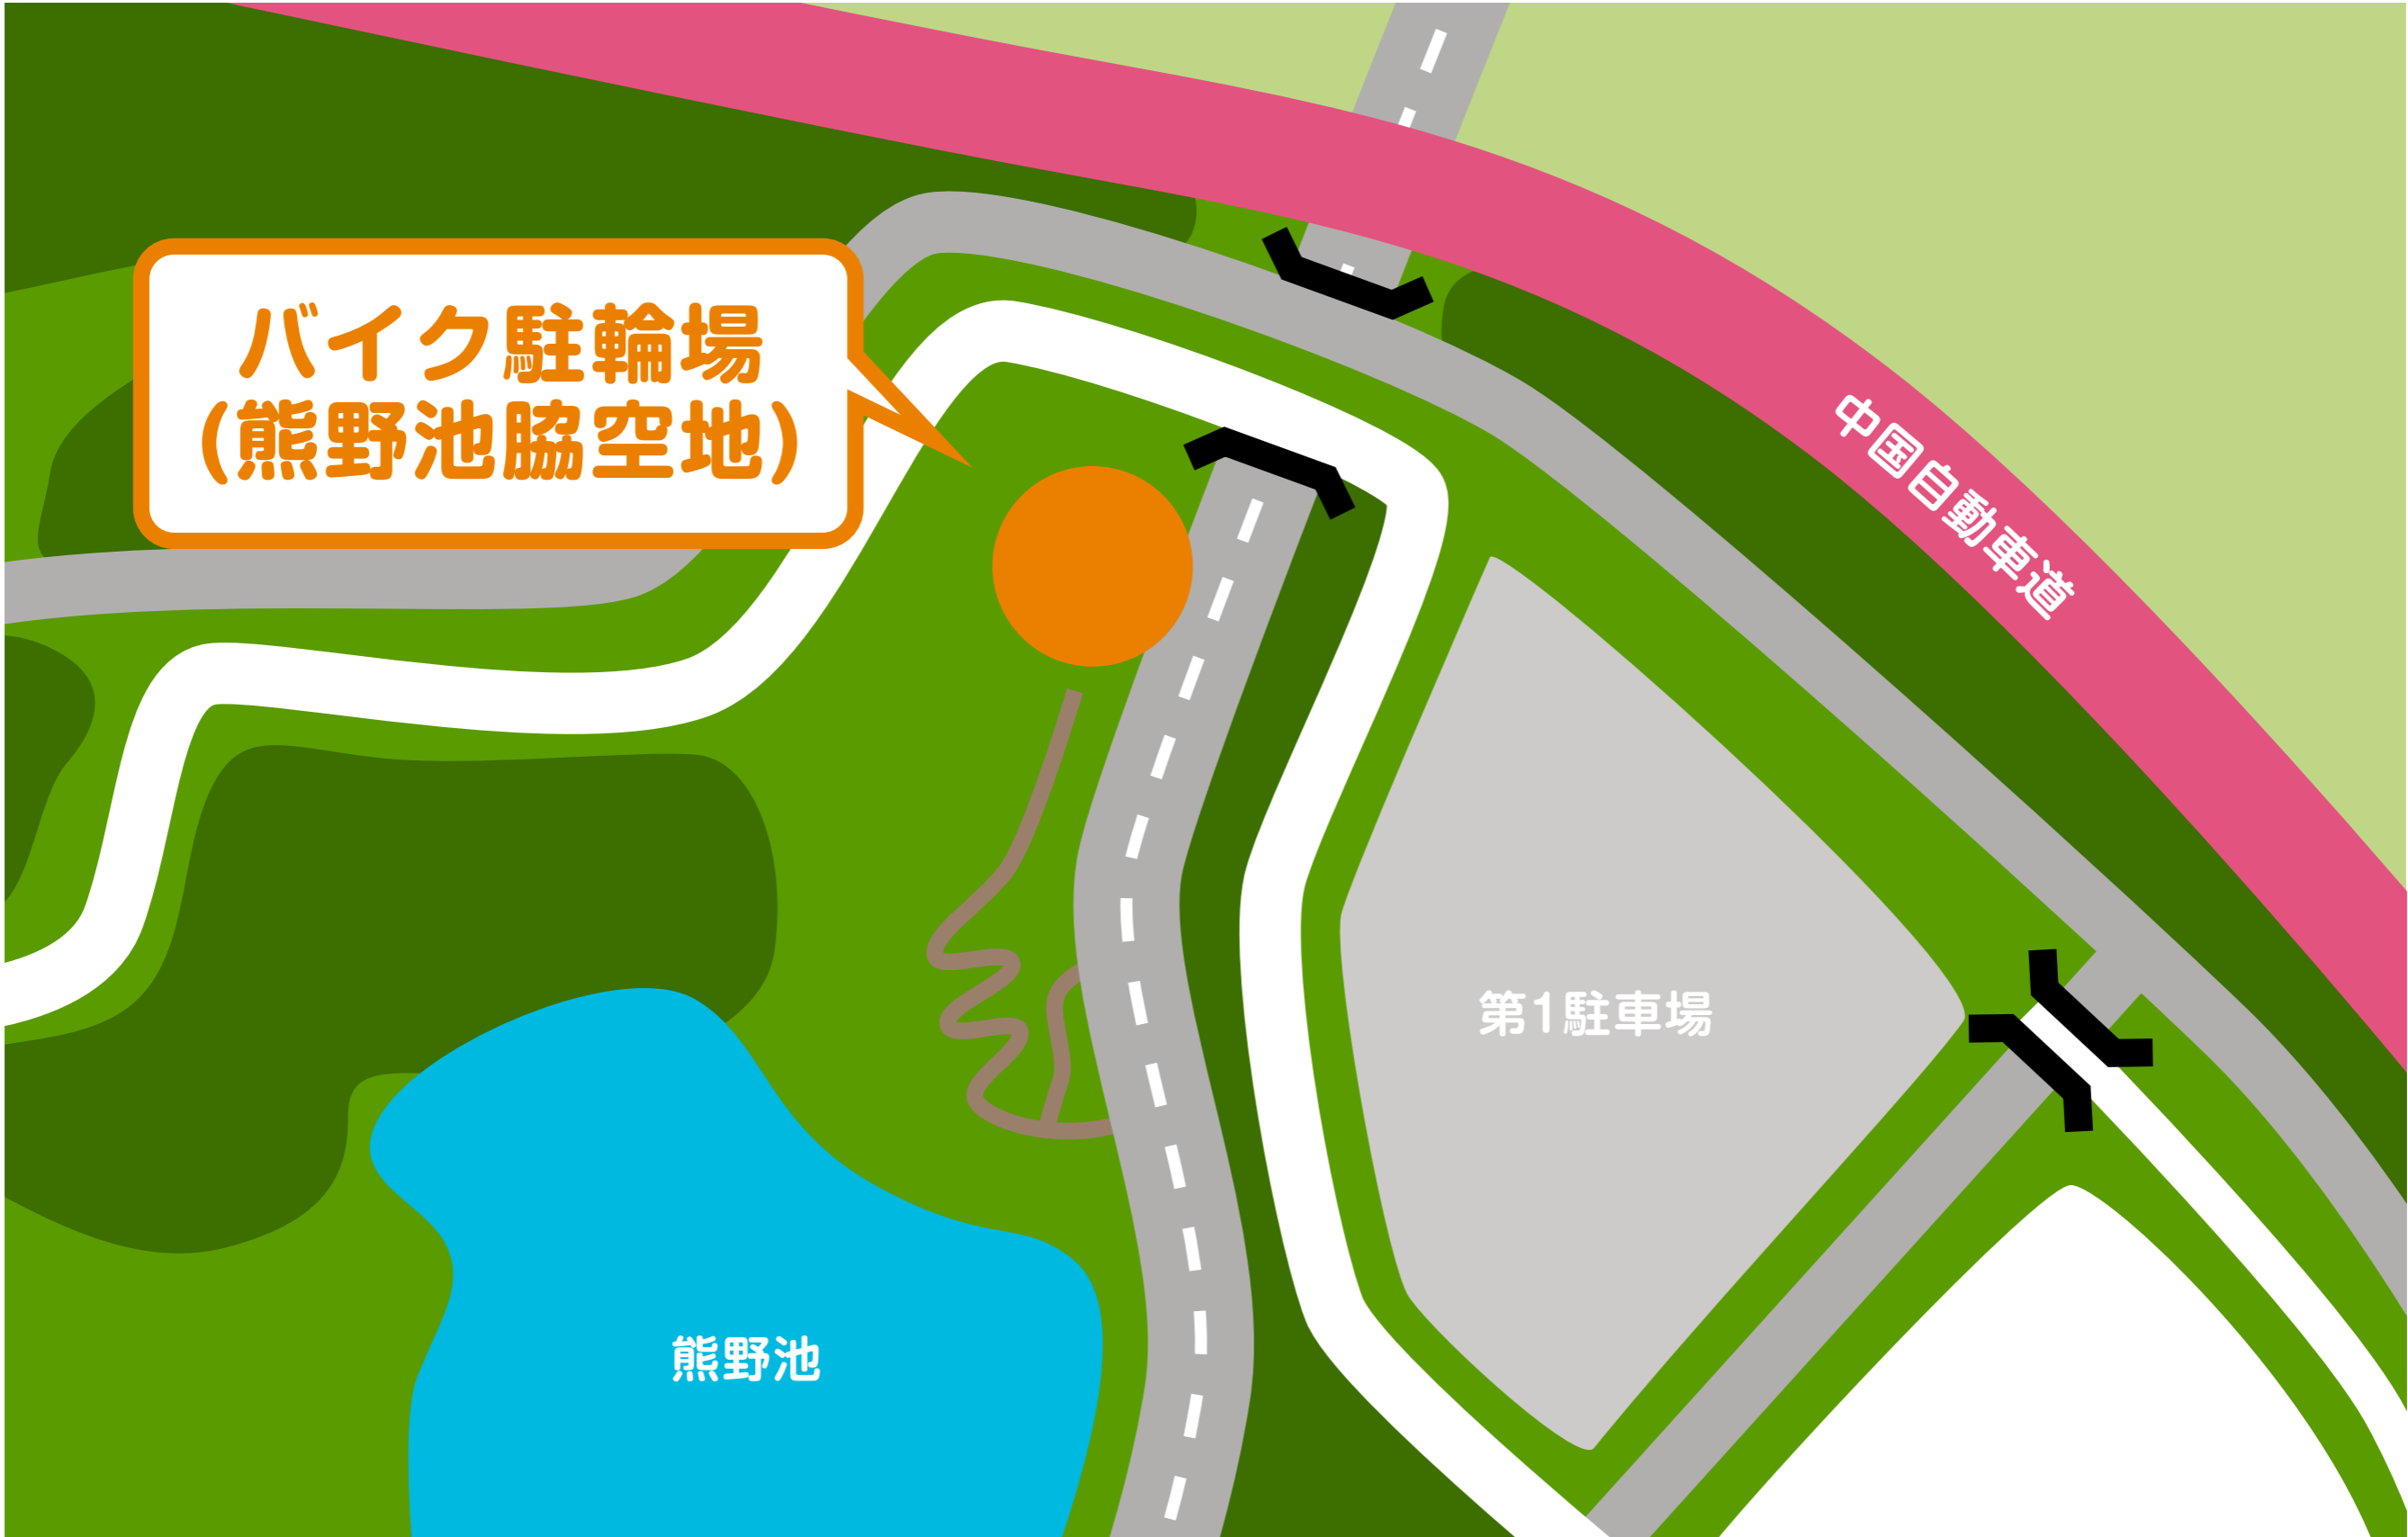 バイク駐輪場
(熊野池脇空地)
中国自動車道
第1駐車場
熊野池